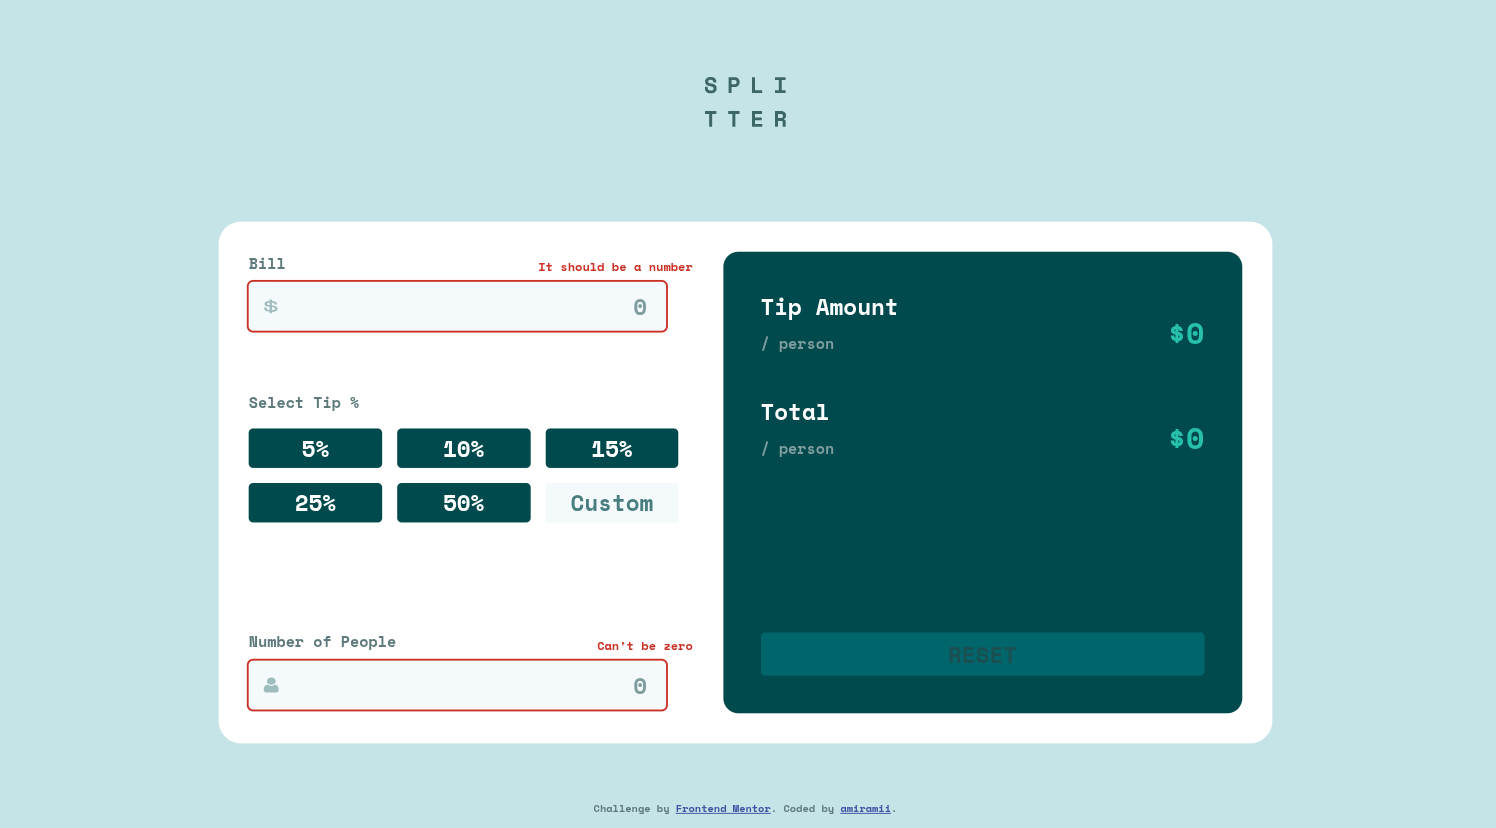 SPLI
TTER
Bill
It should be a number
$
0
Select Tip %
5%
10%
15%
25%
50%
Custom
Number of People
Can't be zero
0
Tip Amount
/ person
$0
Total
/ person
$0
RESET
Challenge by Frontend Mentor. Coded by amiramii.